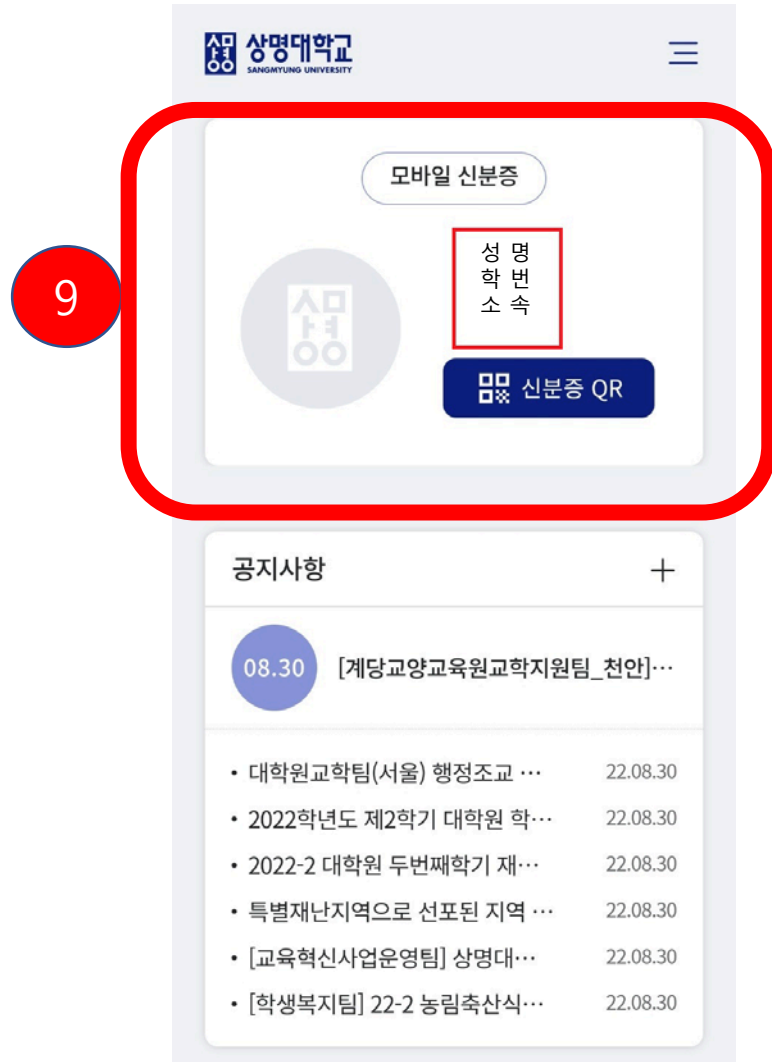 상명 상명대학교
SANGMYUNG UNIVERSITY
모바일 신분증
9
성 명
학 번
소 속
상명
신분증 QR
공지사항
08.30 [계당교양교육원교학지원팀_천안]…
• 대학원교학팀(서울) 행정조교 … 22.08.30
• 2022학년도 제2학기 대학원 학… 22.08.30
• 2022-2 대학원 두번째학기 재… 22.08.30
• 특별재난지역으로 선포된 지역 … 22.08.30
• [교육혁신사업운영팀] 상명대… 22.08.30
• [학생복지팀] 22-2 농림축산식… 22.08.30